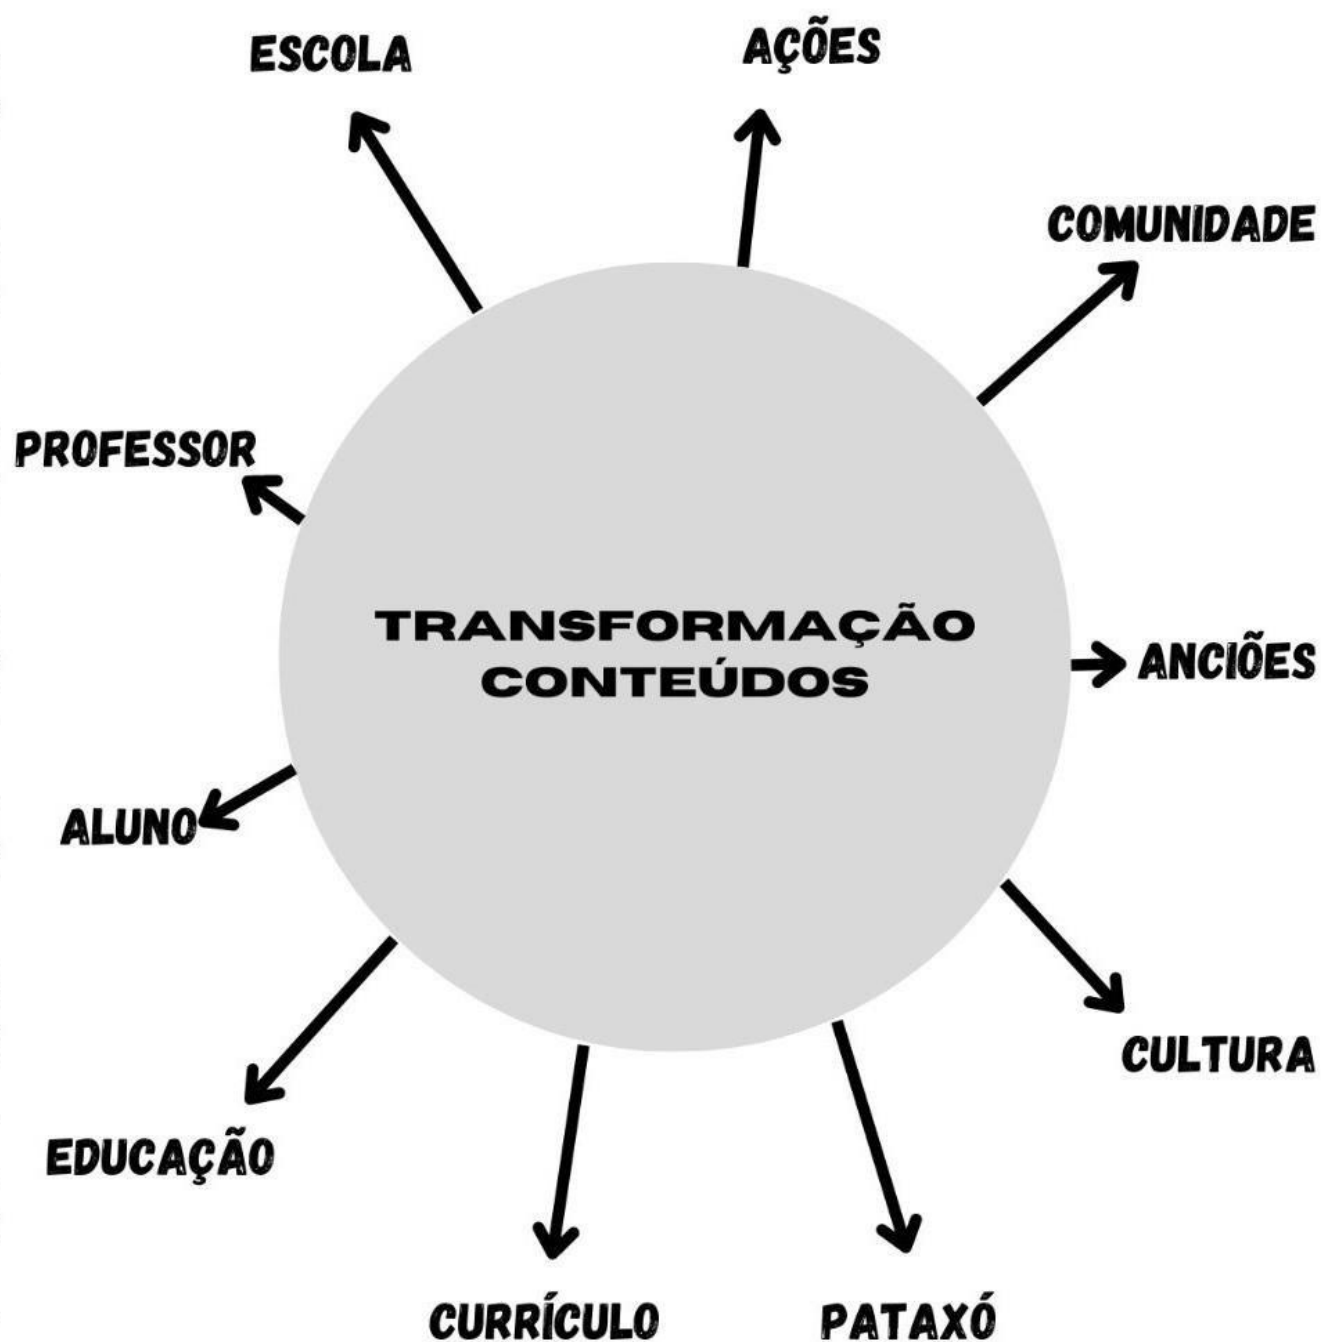 ESCOLA
AÇÕES
COMUNIDADE
PROFESSOR
TRANSFORMAÇÃO
CONTEÚDOS
ANCIÕES
ALUNO
CULTURA
EDUCAÇÃO
CURRÍCULO
PATAXÓ